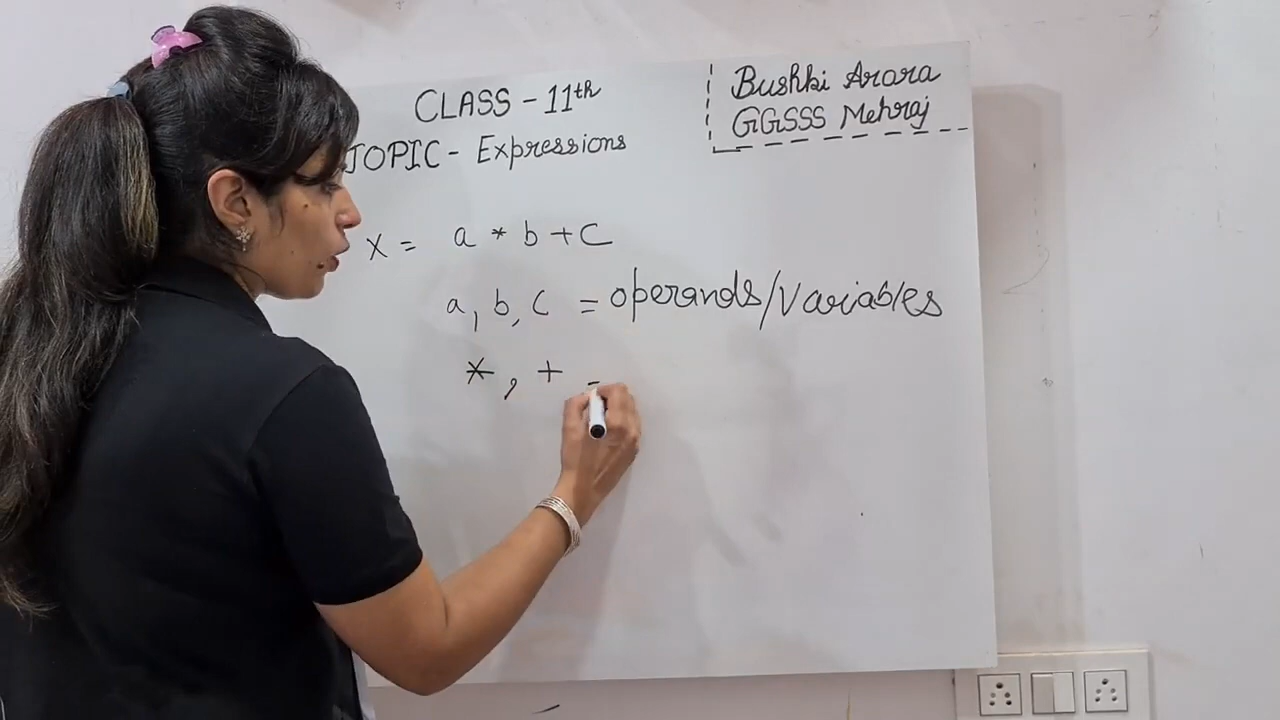 CLASS - 11th
TOPIC - Expressions
Bushki Arora
GGSSS Mehraj
X = a * b + C
a, b, c = operands/Variables
*, + -